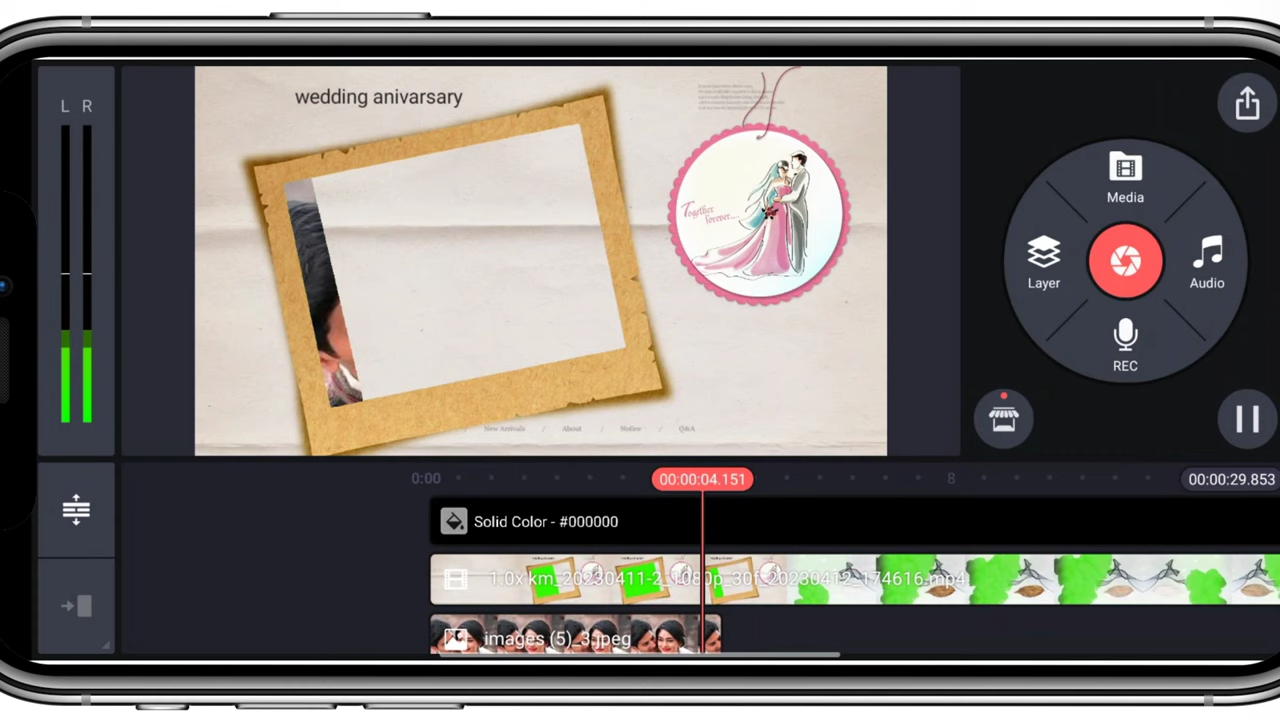 L R
wedding anivarsary
Together
forever....
Media
Layer
Audio
REC
New Arrivals / About / Notice / Q&A
0:00
00:00:04.151
8
00:00:29.853
Solid Color - #000000
1.0x km_20230411-2_1080p_30f_20230412_174616.mp4
images (5)_3.jpeg